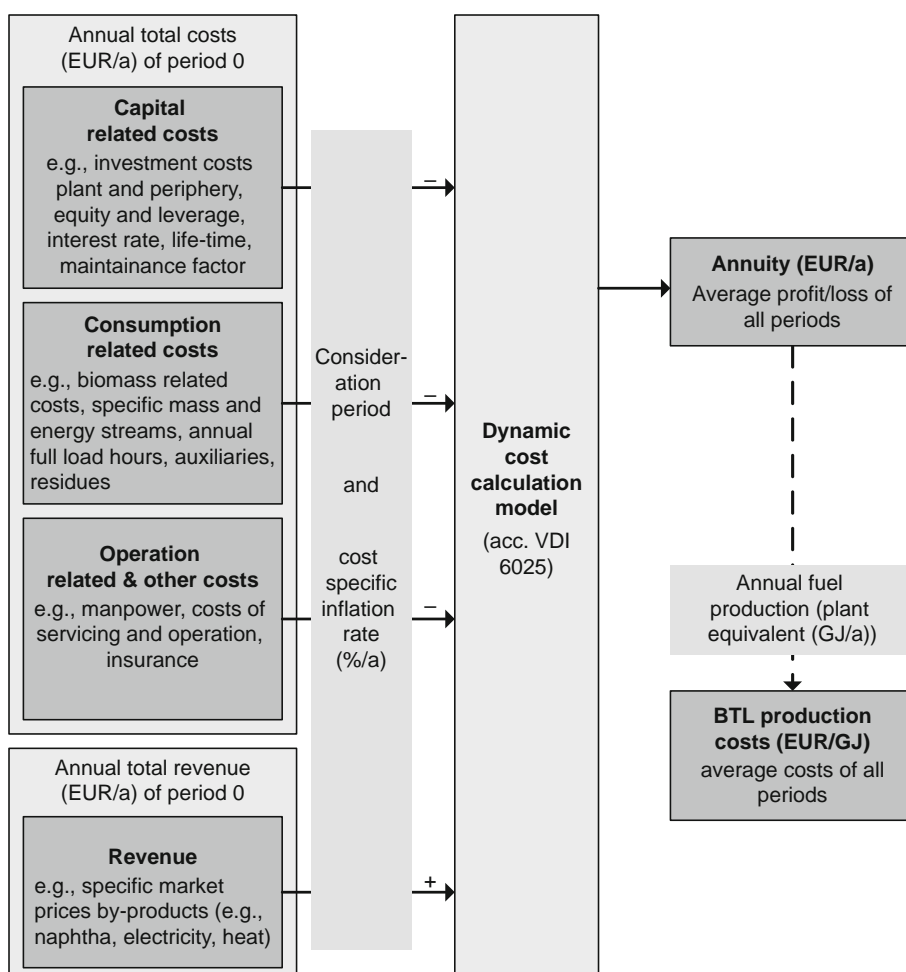 Annual total costs
(EUR/a) of period 0
Capital
related costs
e.g., investment costs
plant and periphery,
equity and leverage,
interest rate, life-time,
maintainance factor
Consumption
related costs
e.g., biomass related
costs, specific mass and
energy streams, annual
full load hours, auxiliaries,
residues
Operation
related & other costs
e.g., manpower, costs of
servicing and operation,
insurance
Annual total revenue
(EUR/a) of period 0
Revenue
e.g., specific market
prices by-products (e.g.,
naphtha, electricity, heat)
Consider-
ation
period
and
cost
specific
inflation
rate
(%/a)
–
–
–
+
Dynamic
cost
calculation
model
(acc. VDI
6025)
Annuity (EUR/a)
Average profit/loss of
all periods
Annual fuel
production (plant
equivalent (GJ/a))
BTL production
costs (EUR/GJ)
average costs of all
periods